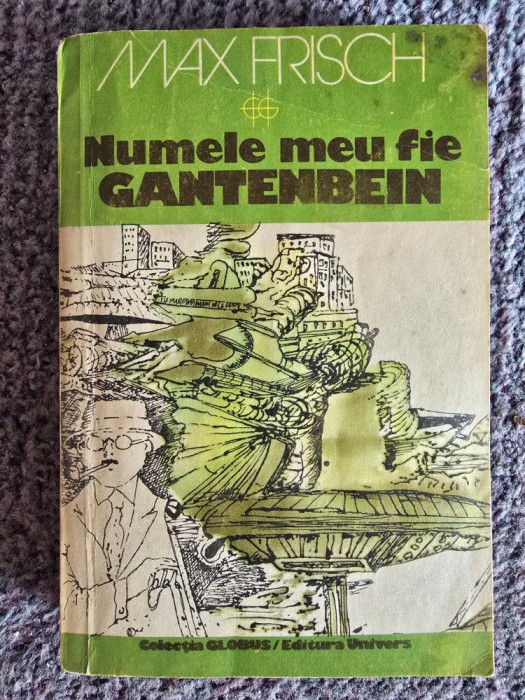 MAX FRISCH
Numele meu fie
GANTENBEIN
Colecția GLOBUS/Editura Univers